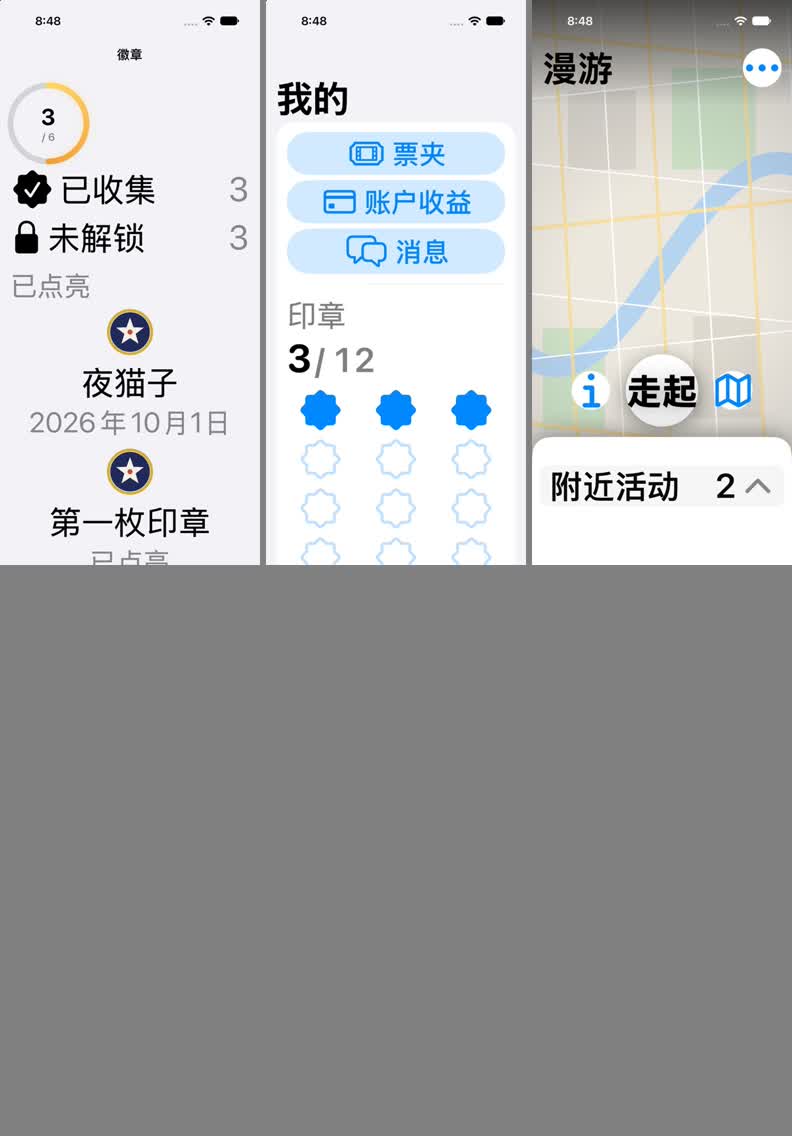 8:48
徽章
3
/ 6
已收集 3
未解锁 3
已点亮
夜猫子
2026年10月1日
第一枚印章
已点亮
8:48
我的
票夹
账户收益
消息
印章
3/ 12
8:48
漫游
走起
附近活动 2